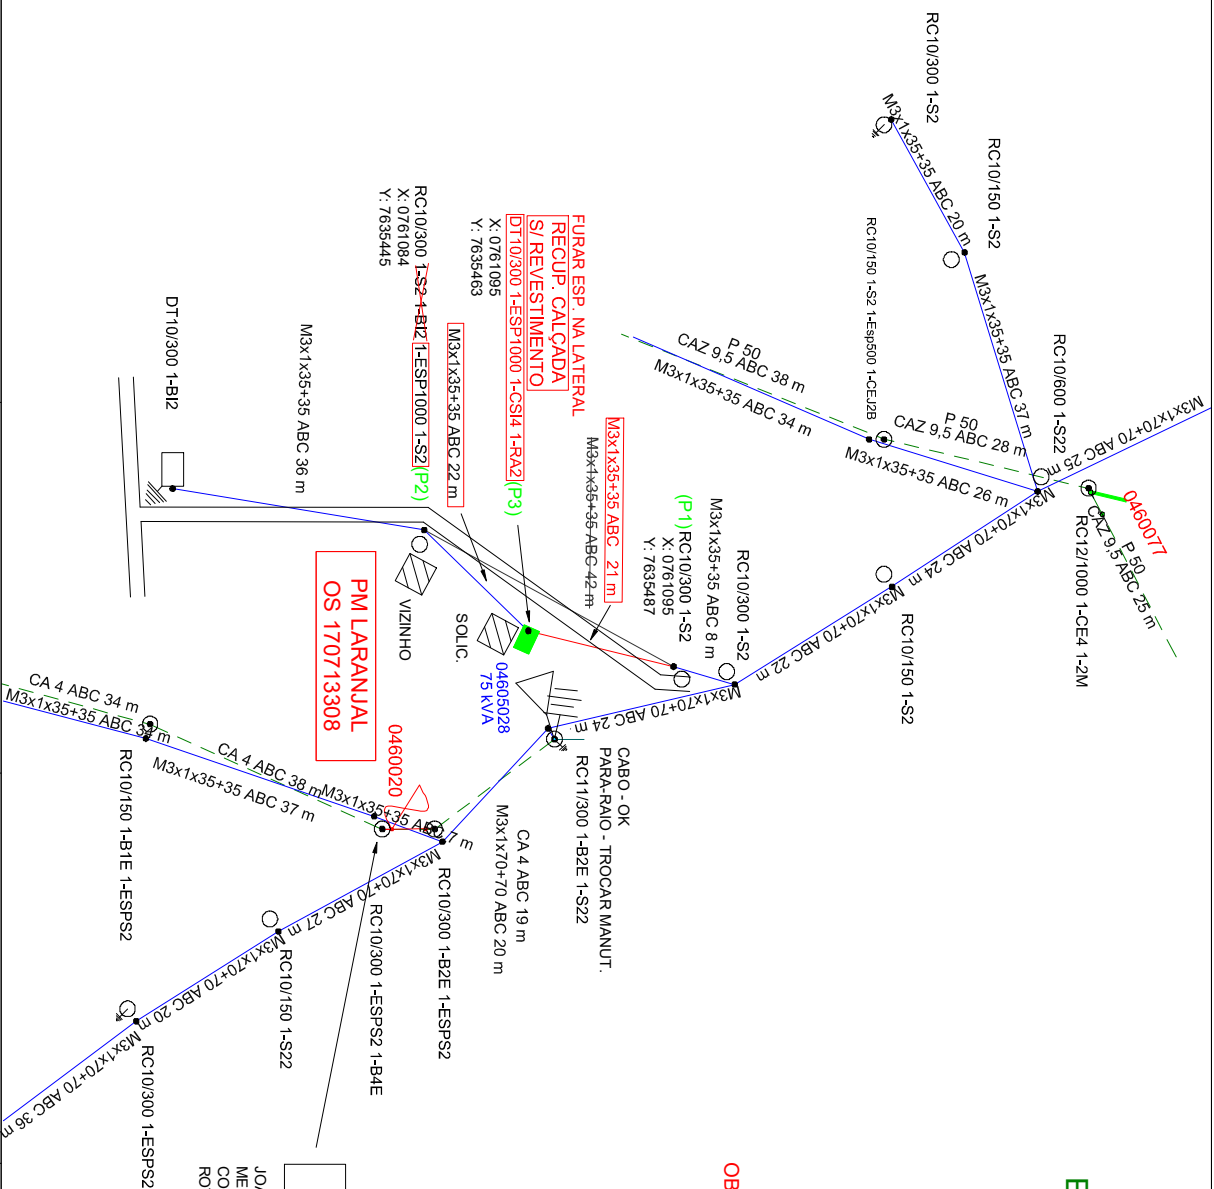 RC10/300 1-S2
M3x1x35+35 ABC 20 m
RC10/150 1-S2
M3x1x35+35 ABC 37 m
RC10/600 1-S22
M3x1x70+70 ABC 25 m
0460077
P 50
CAZ 9,5 ABC 25 m
RC12/1000 1-CE4 1-2M
P 50
CAZ 9,5 ABC 28 m
M3x1x35+35 ABC 26 m
RC10/150 1-S2 1-Esp500 1-CEJ2B
P 50
CAZ 9,5 ABC 38 m
M3x1x35+35 ABC 34 m
M3x1x70+70 ABC 24 m
RC10/150 1-S2
M3x1x70+70 ABC 22 m
RC10/300 1-S2
M3x1x35+35 ABC 8 m
(P1) RC10/300 1-S2
X: 0761095
Y: 7635487
M3x1x35+35 ABC 21 m
M3x1x35+35 ABC 42 m
FURAR ESP. NA LATERAL
RECUP. CALÇADA
S/ REVESTIMENTO
DT10/300 1-ESP1000 1-CSI4 1-RA2 (P3)
X: 0761095
Y: 7635463
M3x1x35+35 ABC 22 m
RC10/300 1-S2 1-BI2 1-ESP1000 1-S2 (P2)
X: 0761084
Y: 7635445
M3x1x35+35 ABC 36 m
DT10/300 1-BI2
VIZINHO
SOLIC.
04605028
75 kVA
PM LARANJAL
OS 170713308
M3x1x70+70 ABC 24 m
CABO - OK
PARA-RAIO - TROCAR MANUT.
RC11/300 1-B2E 1-S22
CA 4 ABC 19 m
M3x1x70+70 ABC 20 m
0460020
M3x1x35+35 ABC 7 m
RC10/300 1-B2E 1-ESPS2
RC10/300 1-ESPS2 1-B4E
CA 4 ABC 38 m
M3x1x35+35 ABC 37 m
CA 4 ABC 34 m
M3x1x35+35 ABC 34 m
RC10/150 1-B1E 1-ESPS2
M3x1x70+70 ABC 27 m
RC10/150 1-S22
M3x1x70+70 ABC 20 m
RC10/300 1-ESPS2
M3x1x70+70 ABC 36 m
JOA
ME
CO
RO
OB
E